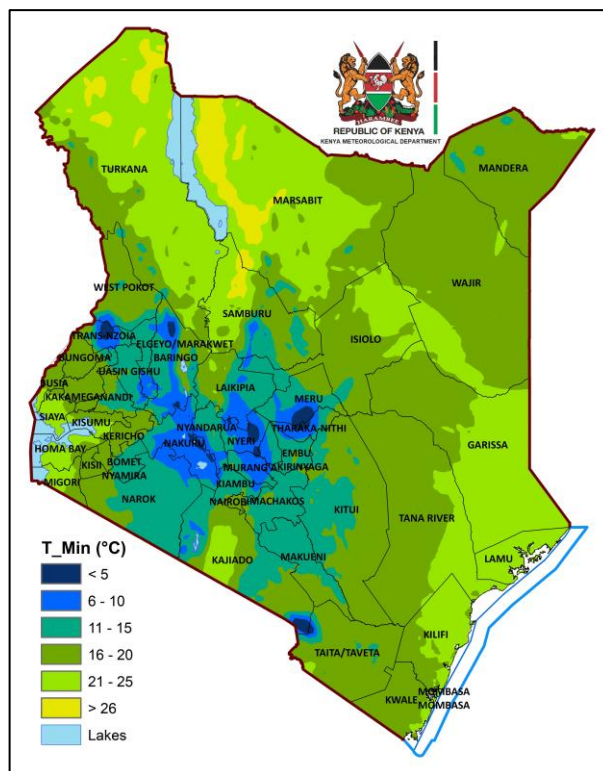 HARAMBEE
REPUBLIC OF KENYA
KENYA METEOROLOGICAL DEPARTMENT
MANDERA
TURKANA
MARSABIT
WAJIR
WEST POKOT
SAMBURU
TRANS NZOIA
ISIOLO
ELGEYO/MARAKWET
BUNGOMA
BARINGO
UASIN GISHU
BUSIA
LAIKIPIA
MERU
KAKAMEGA
NANDI
SIAYA
KISUMU
NYANDARUA
THARAKA-NITHI
GARISSA
KERICHO
NAKURU
NYERI
HOMA BAY
EMBU
KISII
BOMET
MURANG'A
KIRINYAGA
NYAMIRA
MIGORI
KIAMBU
NAROK
NAIROBI
MACHAKOS
KITUI
TANA RIVER
T_Min (°C)
KAJIADO
MAKUENI
LAMU
< 5
6 - 10
11 - 15
KILIFI
16 - 20
TAITA/TAVETA
21 - 25
> 26
KWALE
MOMBASA
MOMBASA
Lakes